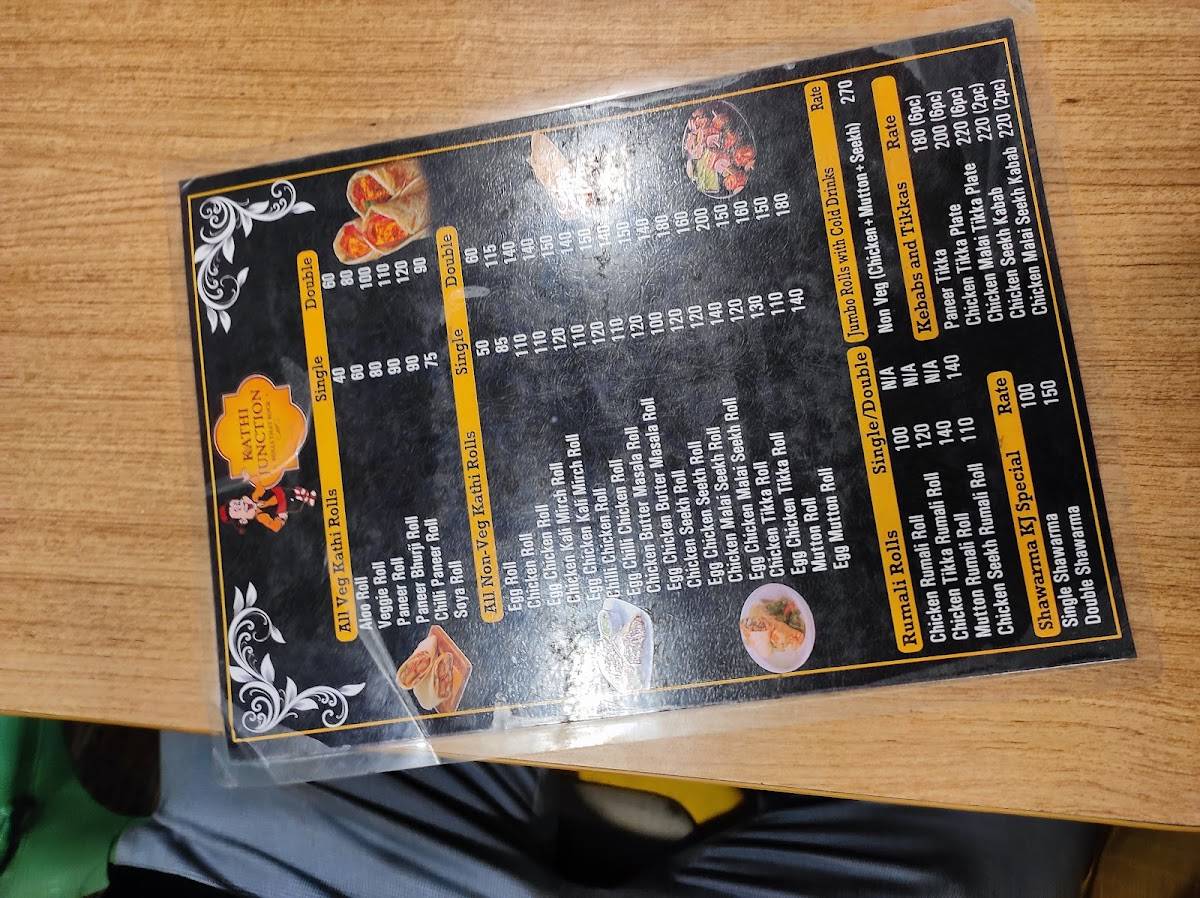 KATHI
JUNCTION
ROLLS THAT ROCK
All Veg Kathi Rolls Single Double
Aloo Roll 40 60
Veggie Roll 60 80
Paneer Roll 80 100
Paneer Bhurji Roll 90 110
Chilli Paneer Roll 90 120
Soya Roll 75 90
All Non-Veg Kathi Rolls Single Double
Egg Roll 50 60
Chicken Roll 85 115
Egg Chicken Roll 110 140
Chicken Kali Mirch Roll 110 140
Egg Chicken Kali Mirch Roll 120 150
Chilli Chicken Roll 110 140
Egg Chilli Chicken Roll 120 150
Chicken Butter Masala Roll 110 140
Egg Chicken Butter Masala Roll 120 150
Chicken Seekh Roll 100 140
Egg Chicken Seekh Roll 120 180
Chicken Malai Seekh Roll 120 160
Egg Chicken Malai Seekh Roll 140 200
Chicken Tikka Roll 120 150
Egg Chicken Tikka Roll 130 160
Mutton Roll 110 150
Egg Mutton Roll 140 180
Rumali Rolls Single/Double
Chicken Rumali Roll 100 N/A
Chicken Tikka Rumali Roll 120 N/A
Mutton Rumali Roll 140 N/A
Chicken Seekh Rumali Roll 110 140
Shawarma KJ Special Rate
Single Shawarma 100
Double Shawarma 150
Jumbo Rolls with Cold Drinks Rate
Non Veg (Chicken+Mutton+Seekh) 270
Kebabs and Tikkas Rate
Paneer Tikka 180 (6pc)
Chicken Tikka Plate 200 (6pc)
Chicken Malai Tikka Plate 220 (6pc)
Chicken Seekh Kabab 220 (2pc)
Chicken Malai Seekh Kabab 220 (2pc)